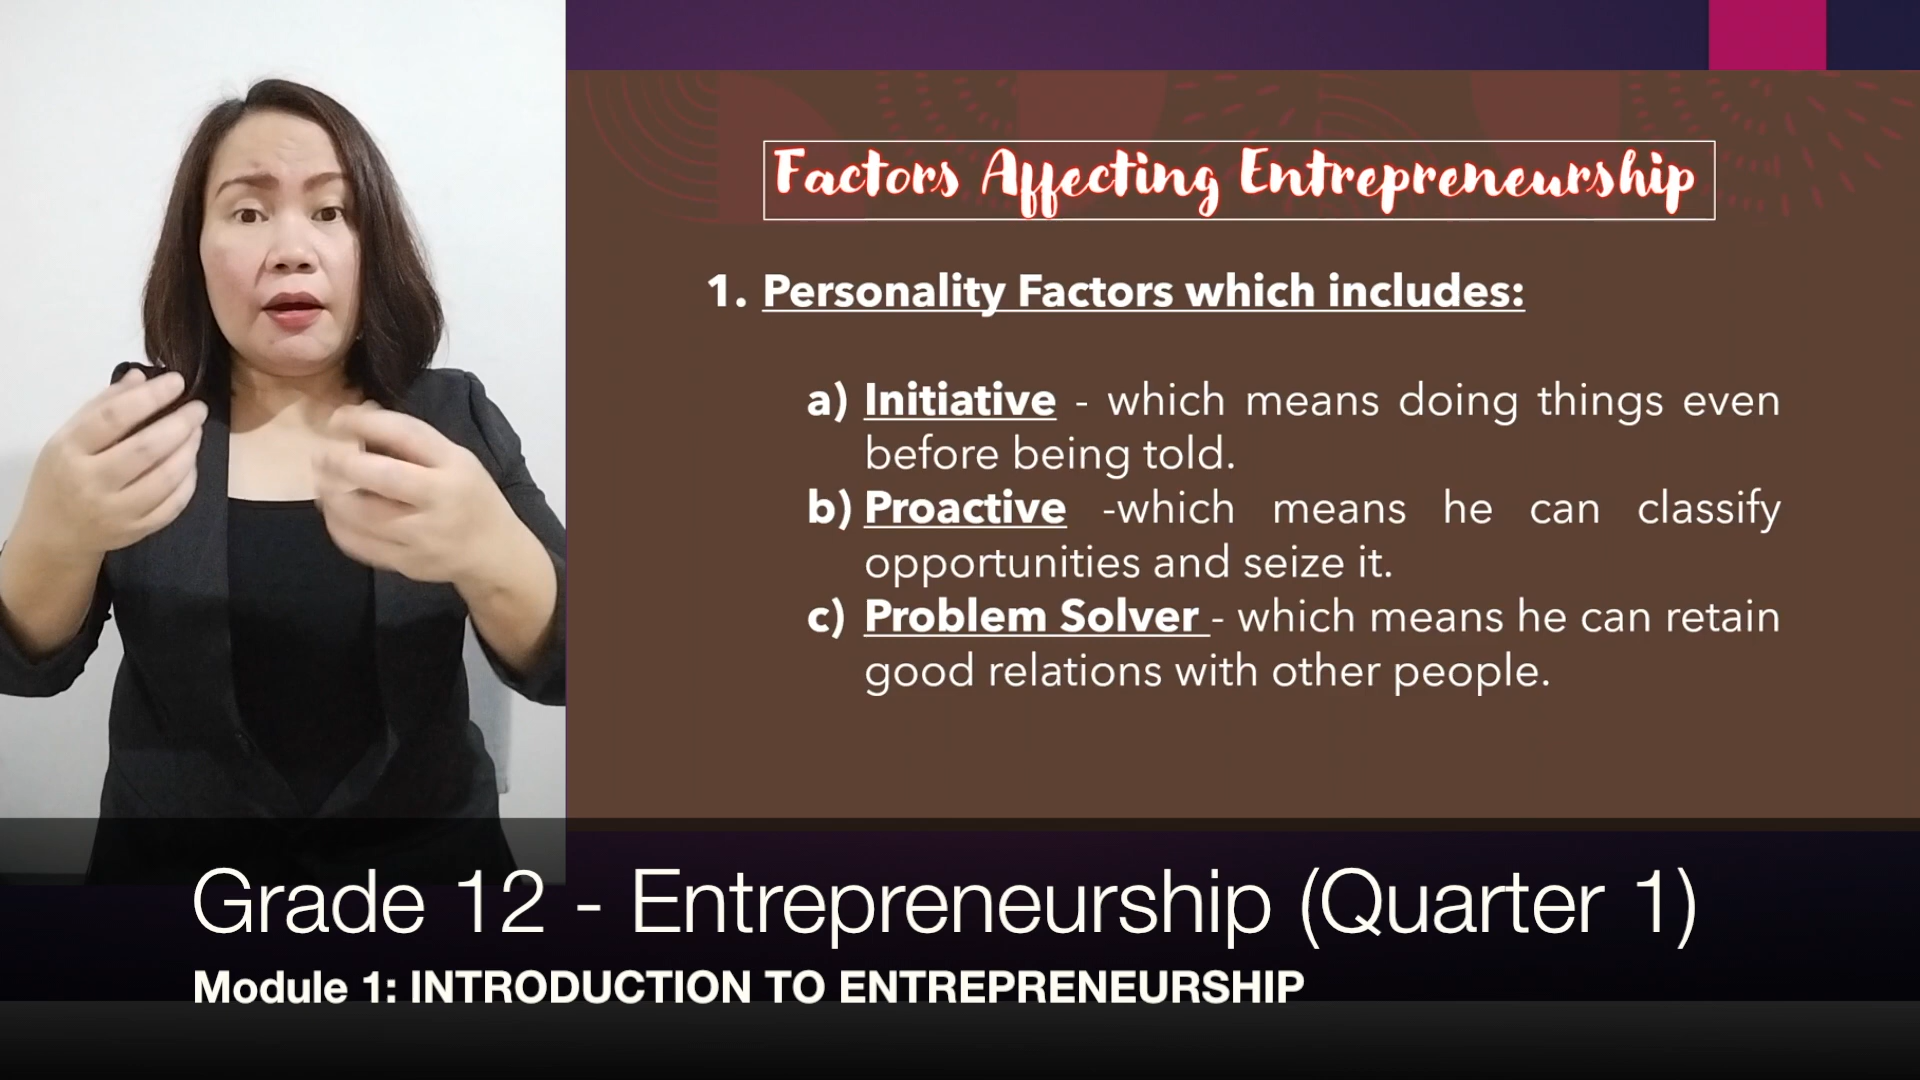 Factors Affecting Entrepreneurship
1. Personality Factors which includes:
a) Initiative - which means doing things even
before being told.
b) Proactive -which means he can classify
opportunities and seize it.
c) Problem Solver - which means he can retain
good relations with other people.
Grade 12 - Entrepreneurship (Quarter 1)
Module 1: INTRODUCTION TO ENTREPRENEURSHIP